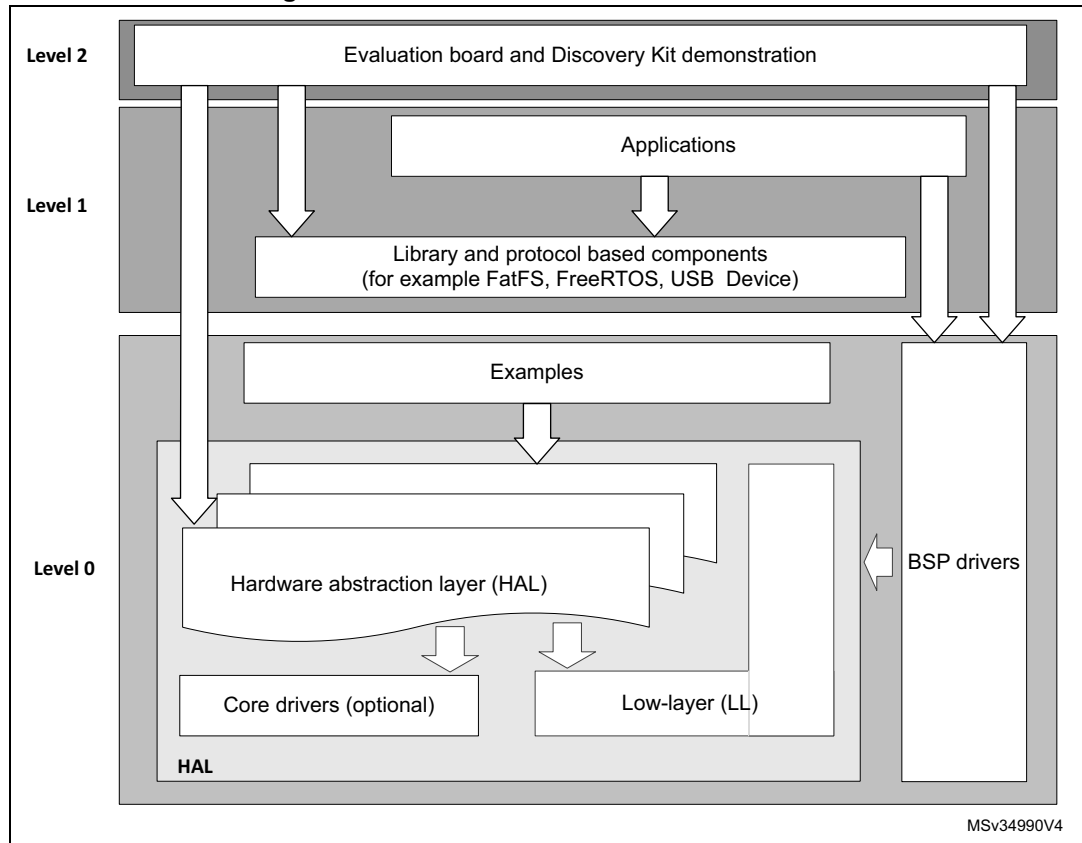 Level 2
Evaluation board and Discovery Kit demonstration
Applications
Level 1
Library and protocol based components
(for example FatFS, FreeRTOS, USB  Device)
Examples
Level 0
Hardware abstraction layer (HAL)
BSP drivers
Core drivers (optional)
Low-layer (LL)
HAL
MSv34990V4